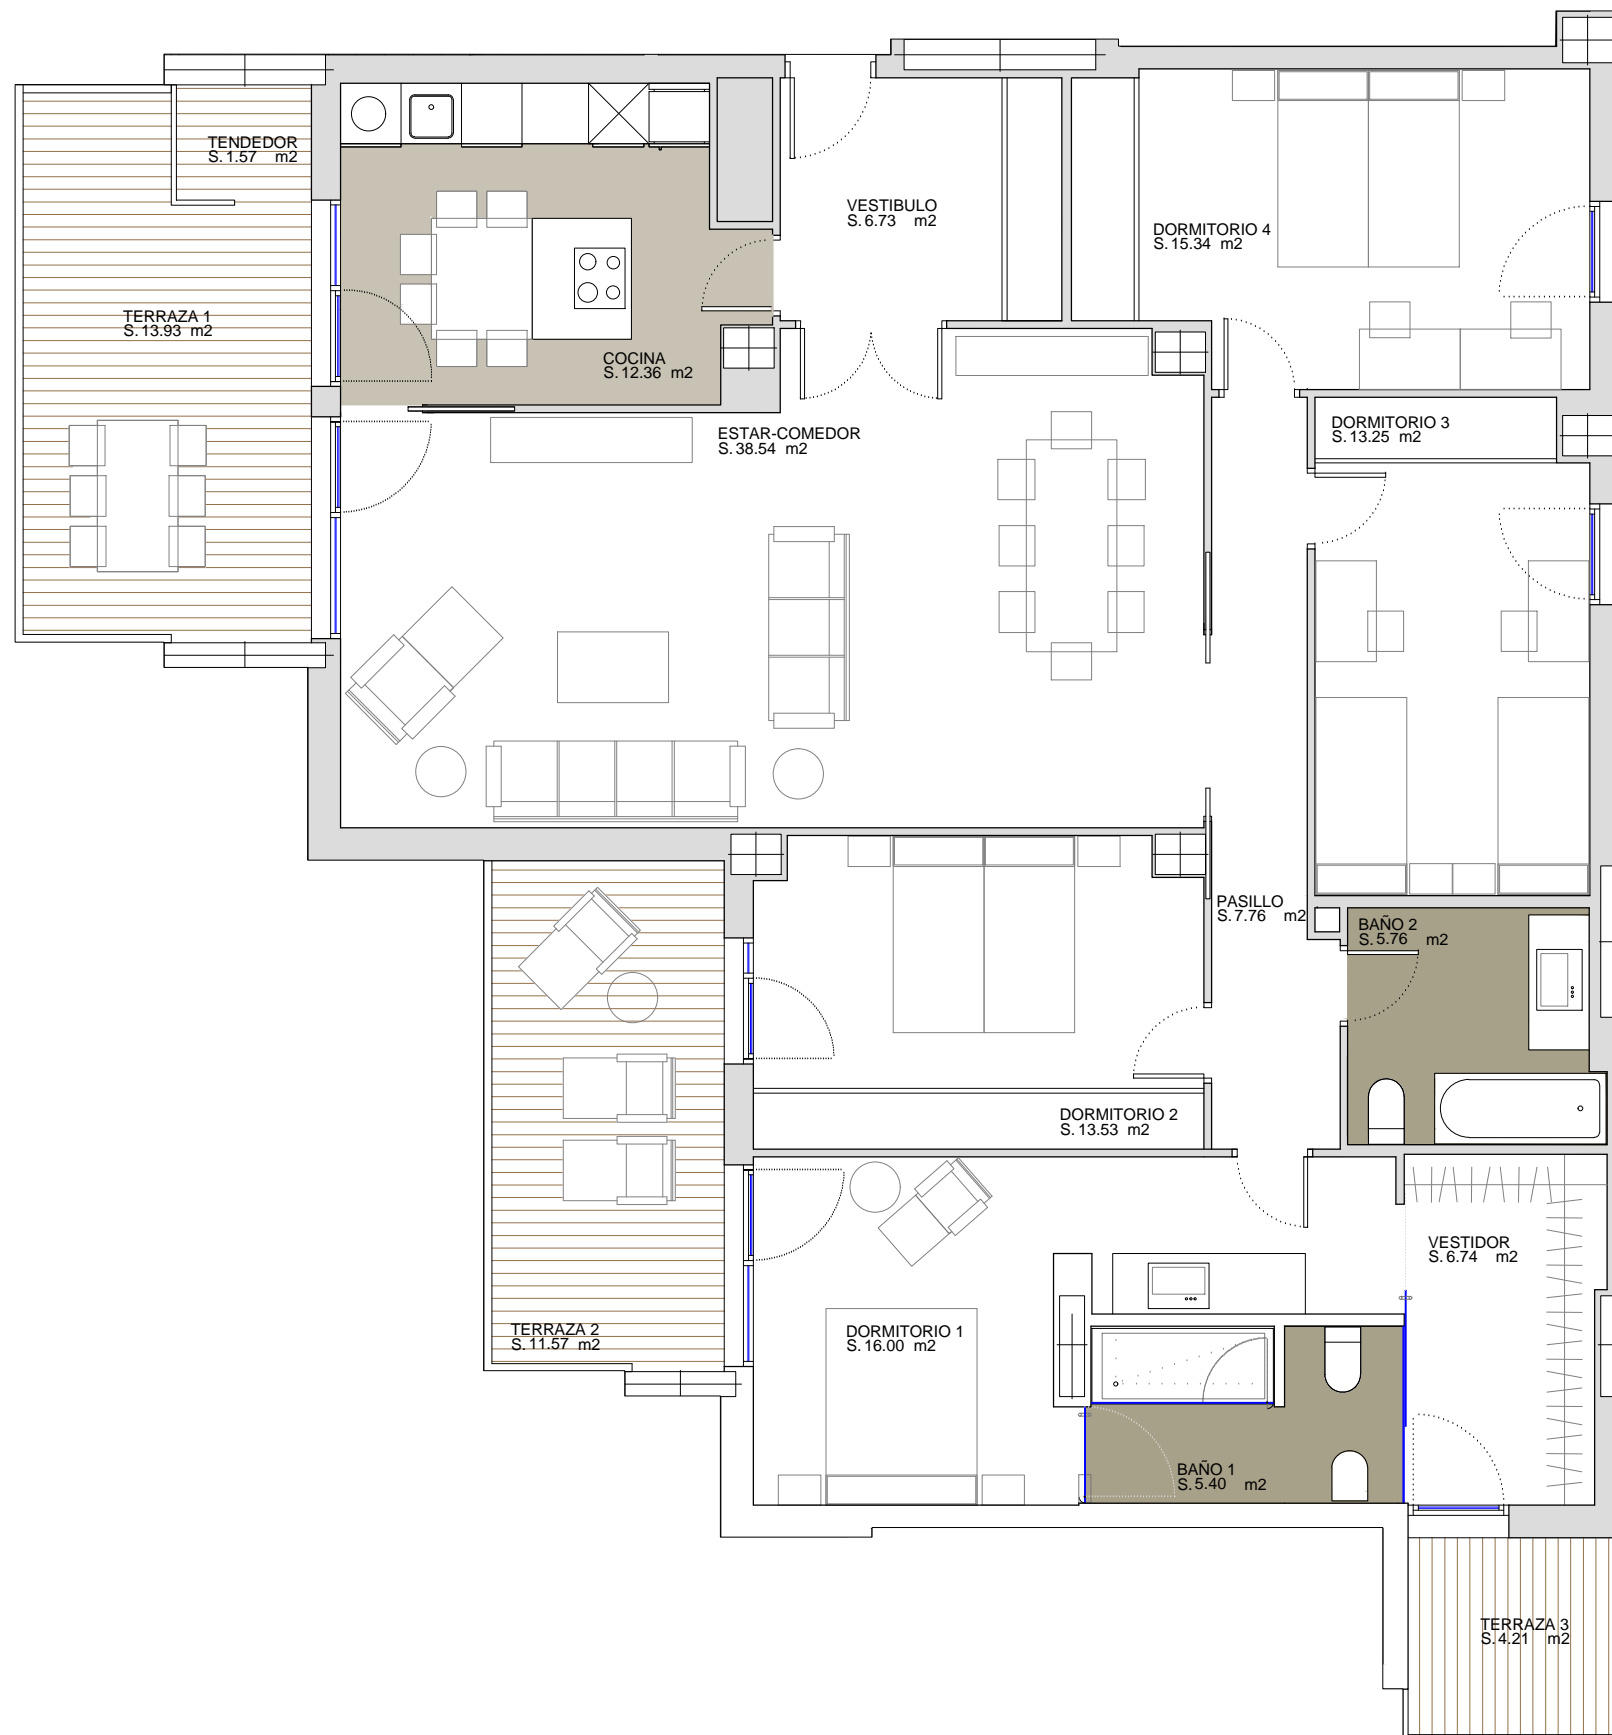 TENDEDOR
S. 1.57 m2
VESTIBULO
S. 6.73 m2
DORMITORIO 4
S. 15.34 m2
TERRAZA 1
S. 13.93 m2
COCINA
S. 12.36 m2
ESTAR-COMEDOR
S. 38.54 m2
DORMITORIO 3
S. 13.25 m2
PASILLO
S. 7.76 m2
BAÑO 2
S. 5.76 m2
DORMITORIO 2
S. 13.53 m2
VESTIDOR
S. 6.74 m2
TERRAZA 2
S. 11.57 m2
DORMITORIO 1
S. 16.00 m2
BAÑO 1
S. 5.40 m2
TERRAZA 3
S. 4.21 m2